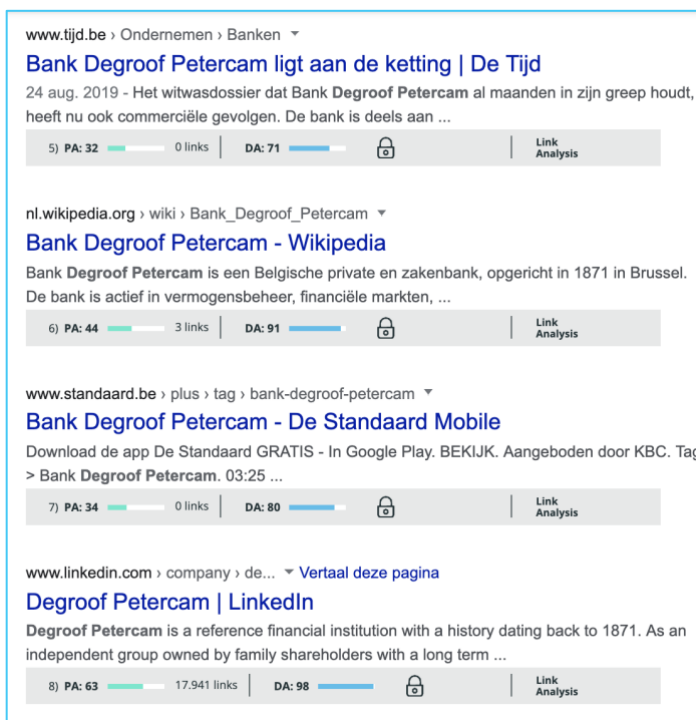 www.tijd.be › Ondernemen › Banken
Bank Degroof Petercam ligt aan de ketting | De Tijd
24 aug. 2019 - Het witwasdossier dat Bank Degroof Petercam al maanden in zijn greep houdt,
heeft nu ook commerciële gevolgen. De bank is deels aan ...
5) PA: 32 0 links DA: 71 Link Analysis
nl.wikipedia.org › wiki › Bank_Degroof_Petercam
Bank Degroof Petercam - Wikipedia
Bank Degroof Petercam is een Belgische private en zakenbank, opgericht in 1871 in Brussel.
De bank is actief in vermogensbeheer, financiële markten, ...
6) PA: 44 3 links DA: 91 Link Analysis
www.standaard.be › plus › tag › bank-degroof-petercam
Bank Degroof Petercam - De Standaard Mobile
Download de app De Standaard GRATIS - In Google Play. BEKIJK. Aangeboden door KBC. Tag
> Bank Degroof Petercam. 03:25 ...
7) PA: 34 0 links DA: 80 Link Analysis
www.linkedin.com › company › de... Vertaal deze pagina
Degroof Petercam | LinkedIn
Degroof Petercam is a reference financial institution with a history dating back to 1871. As an
independent group owned by family shareholders with a long term ...
8) PA: 63 17.941 links DA: 98 Link Analysis